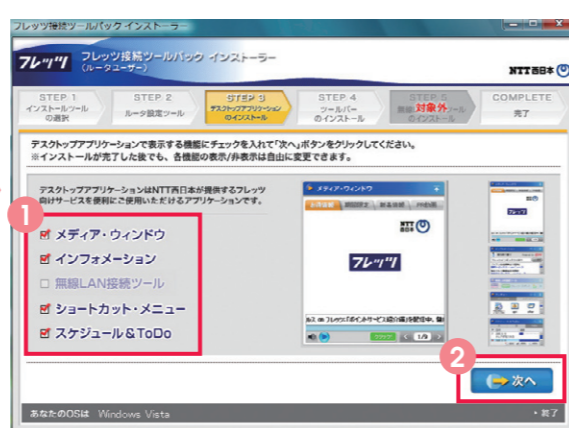 フレッツ接続ツールパック インストーラー
フレッツ フレッツ接続ツールパック インストーラー
(ルータユーザー)
NTT西日本
STEP 1
インストールツール
の選択
STEP 2
ルータ設定ツール
STEP 3
デスクトップアプリケーション
のインストール
STEP 4
ツールバー
のインストール
STEP 5
対象外
のインストール
COMPLETE
完了
デスクトップアプリケーションで表示する機能にチェックを入れて「次へ」ボタンをクリックしてください。
※インストールが完了した後でも、各機能の表示/非表示は自由に変更できます。
デスクトップアプリケーションはNTT西日本が提供するフレッツ
向けサービスを便利にご使用いただけるアプリケーションです。
1
メディア・ウィンドウ
インフォメーション
無線LAN
接続ツール
ショートカット・メニュー
スケジュール&ToDo
メディア・ウィンドウ
NTT
西日本
フレッツ
1/9
2
次へ
あなたのOSは Windows Vista
・終了